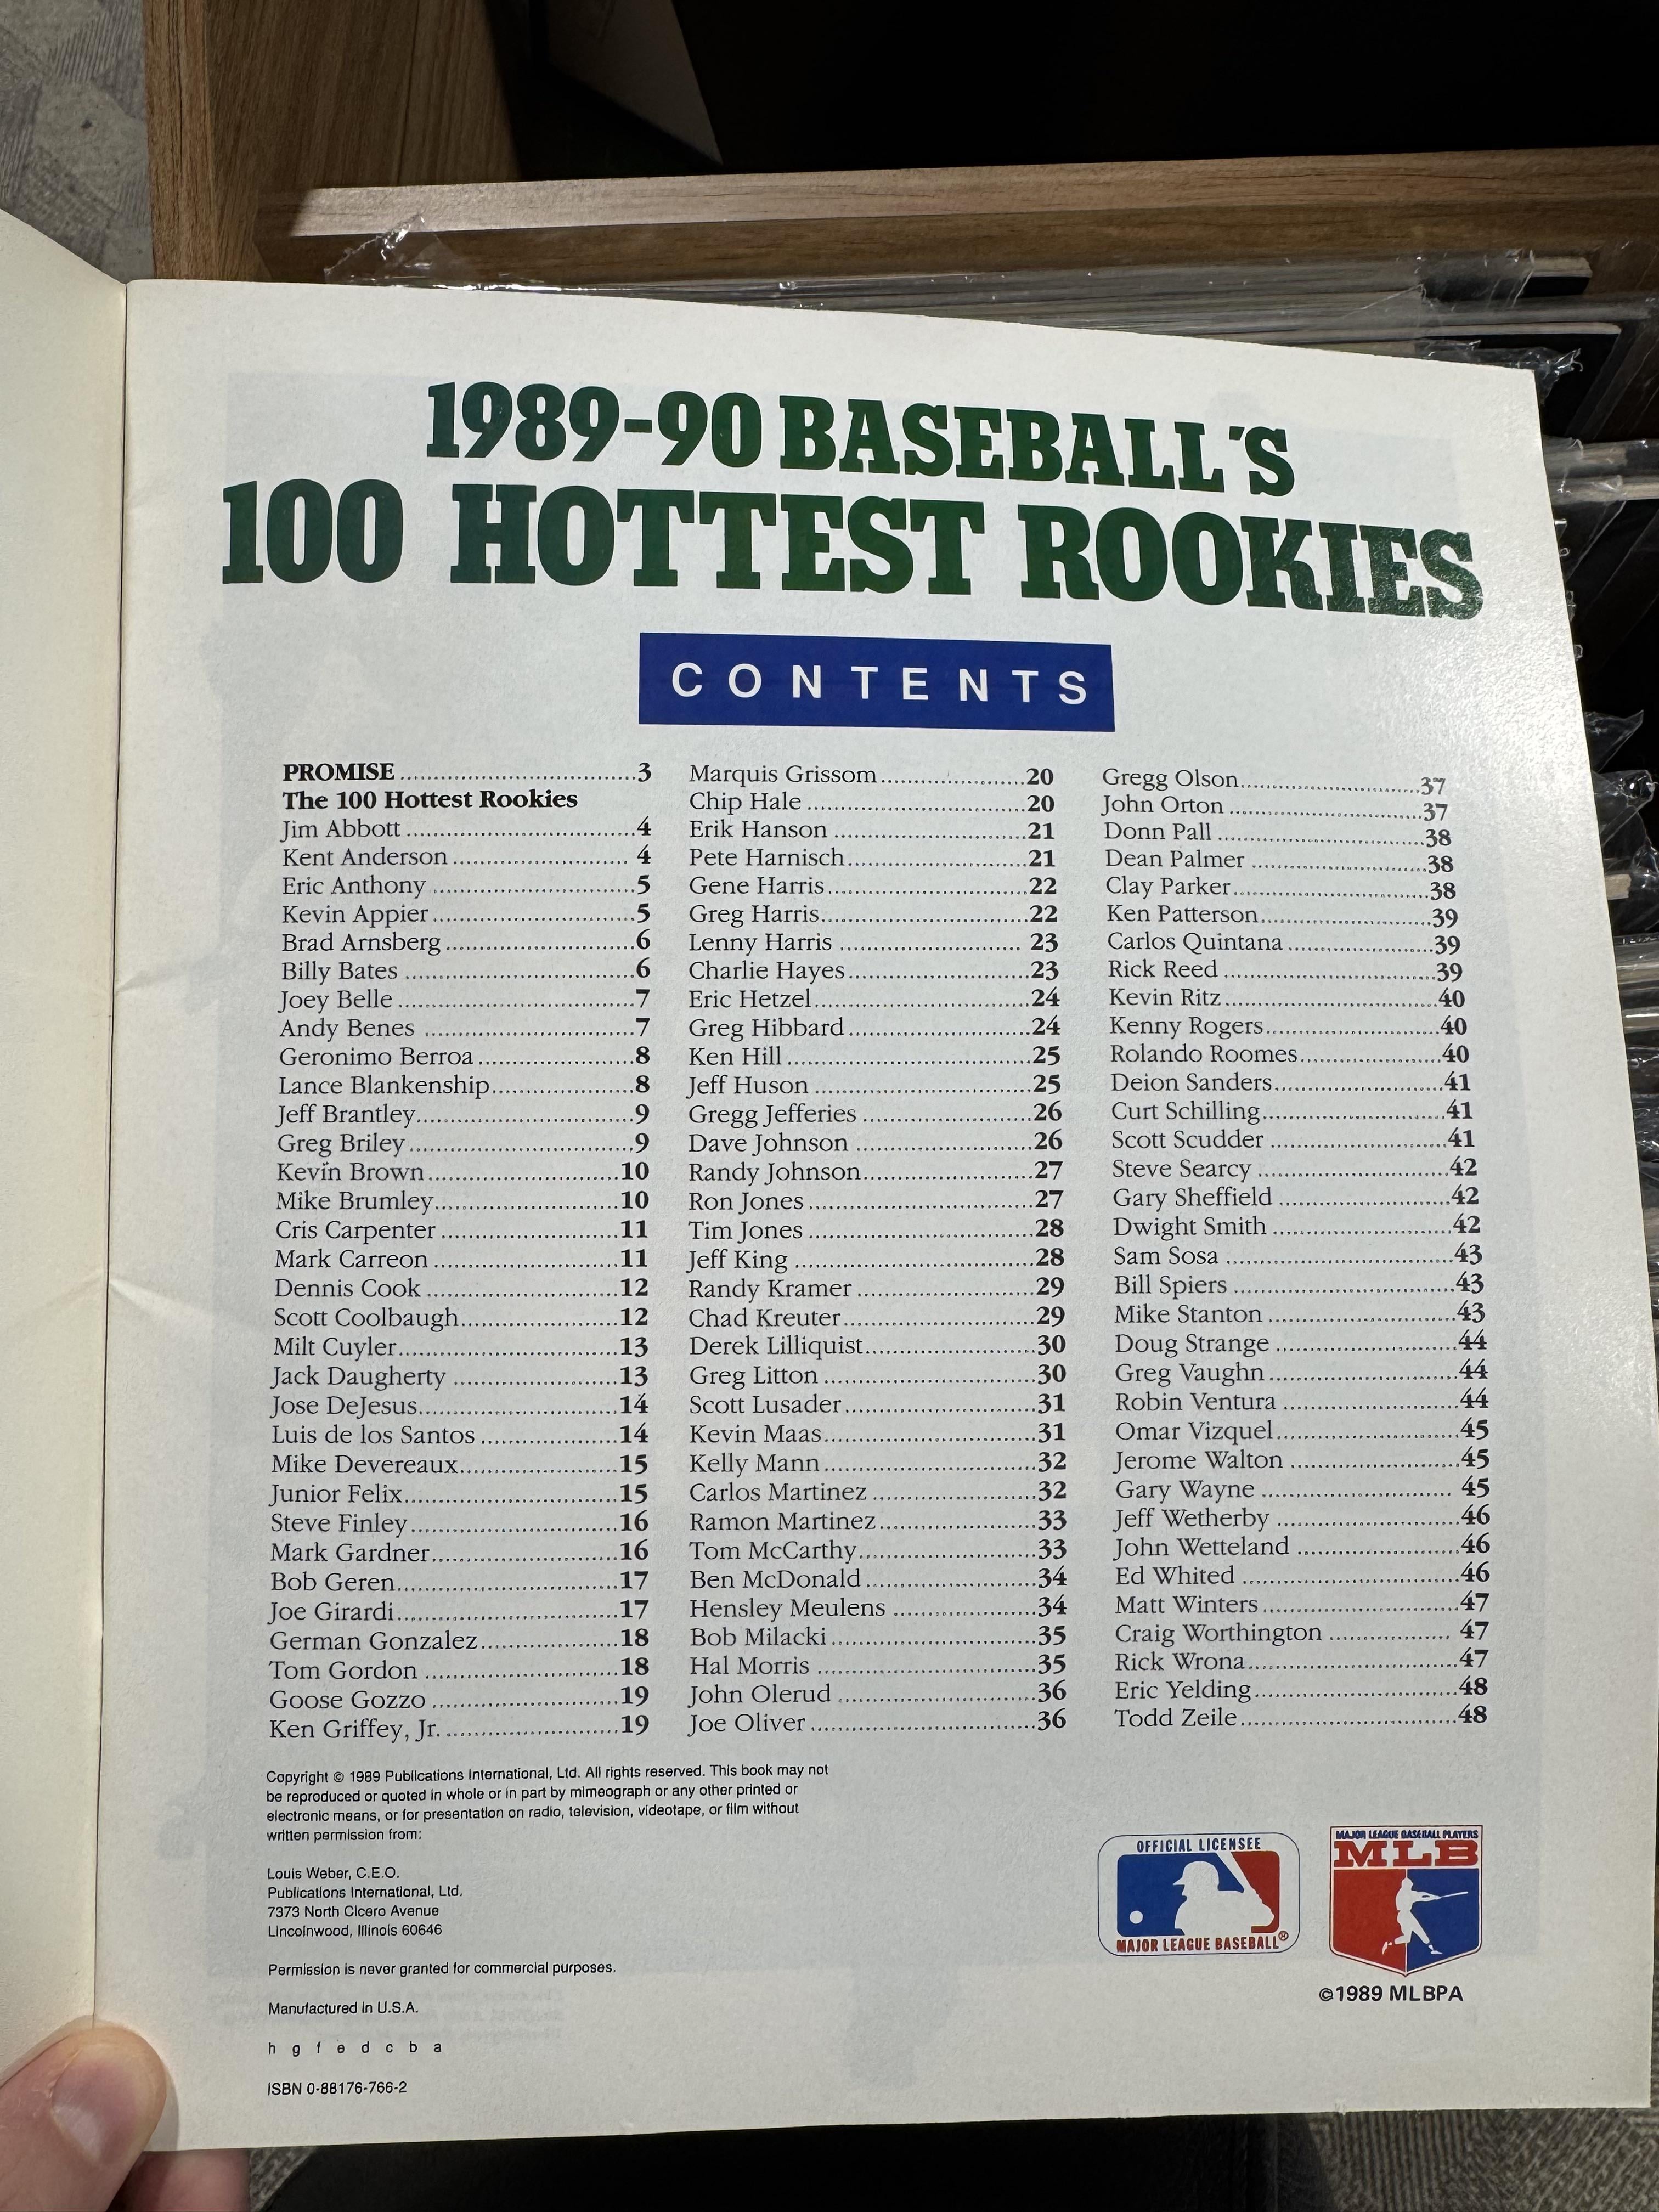 1989-90 BASEBALL'S
100 HOTTEST ROOKIES
CONTENTS
PROMISE..............................3
The 100 Hottest Rookies
Jim Abbott..............................4
Kent Anderson..............................4
Eric Anthony..............................5
Kevin Appier..............................5
Brad Arnsberg..............................6
Billy Bates..............................6
Joey Belle..............................7
Andy Benes..............................7
Geronimo Berroa..............................8
Lance Blankenship..............................8
Jeff Brantley..............................9
Greg Briley..............................9
Kevin Brown..............................10
Mike Brumley..............................10
Cris Carpenter..............................11
Mark Carreon..............................11
Dennis Cook..............................12
Scott Coolbaugh..............................12
Milt Cuyler..............................13
Jack Daugherty..............................13
Jose DeJesus..............................14
Luis de los Santos..............................14
Mike Devereaux..............................15
Junior Felix..............................15
Steve Finley..............................16
Mark Gardner..............................16
Bob Geren..............................17
Joe Girardi..............................17
German Gonzalez..............................18
Tom Gordon..............................18
Goose Gozzo..............................19
Ken Griffey, Jr...............................19
Marquis Grissom..............................20
Chip Hale..............................20
Erik Hanson..............................21
Pete Harnisch..............................21
Gene Harris..............................22
Greg Harris..............................22
Lenny Harris..............................23
Charlie Hayes..............................23
Eric Hetzel..............................24
Greg Hibbard..............................24
Ken Hill..............................25
Jeff Huson..............................25
Gregg Jefferies..............................26
Dave Johnson..............................26
Randy Johnson..............................27
Ron Jones..............................27
Tim Jones..............................28
Jeff King..............................28
Randy Kramer..............................29
Chad Kreuter..............................29
Derek Lilliquist..............................30
Greg Litton..............................30
Scott Lusader..............................31
Kevin Maas..............................31
Kelly Mann..............................32
Carlos Martinez..............................32
Ramon Martinez..............................33
Tom McCarthy..............................33
Ben McDonald..............................34
Hensley Meulens..............................34
Bob Milacki..............................35
Hal Morris..............................35
John Olerud..............................36
Joe Oliver..............................36
Gregg Olson..............................37
John Orton..............................37
Donn Pall..............................38
Dean Palmer..............................38
Clay Parker..............................38
Ken Patterson..............................39
Carlos Quintana..............................39
Rick Reed..............................39
Kevin Ritz..............................40
Kenny Rogers..............................40
Rolando Roomes..............................40
Deion Sanders..............................41
Curt Schilling..............................41
Scott Scudder..............................41
Steve Searcy..............................42
Gary Sheffield..............................42
Dwight Smith..............................42
Sam Sosa..............................43
Bill Spiers..............................43
Mike Stanton..............................43
Doug Strange..............................44
Greg Vaughn..............................44
Robin Ventura..............................44
Omar Vizquel..............................45
Jerome Walton..............................45
Gary Wayne..............................45
Jeff Wetherby..............................46
John Wetteland..............................46
Ed Whited..............................46
Matt Winters..............................47
Craig Worthington..............................47
Rick Wrona..............................47
Eric Yelding..............................48
Todd Zeile..............................48
Copyright © 1989 Publications International, Ltd. All rights reserved. This book may not
be reproduced or quoted in whole or in part by mimeograph or any other printed or
electronic means, or for presentation on radio, television, videotape, or film without
written permission from:
Louis Weber, C.E.O.
Publications International, Ltd.
7373 North Cicero Avenue
Lincolnwood, Illinois 60646
Permission is never granted for commercial purposes.
Manufactured in U.S.A.
h g f e d c b a
ISBN 0-88176-766-2
OFFICIAL LICENSEE
MAJOR LEAGUE BASEBALL®
MAJOR LEAGUE BASEBALL PLAYERS
MLB
©1989 MLBPA